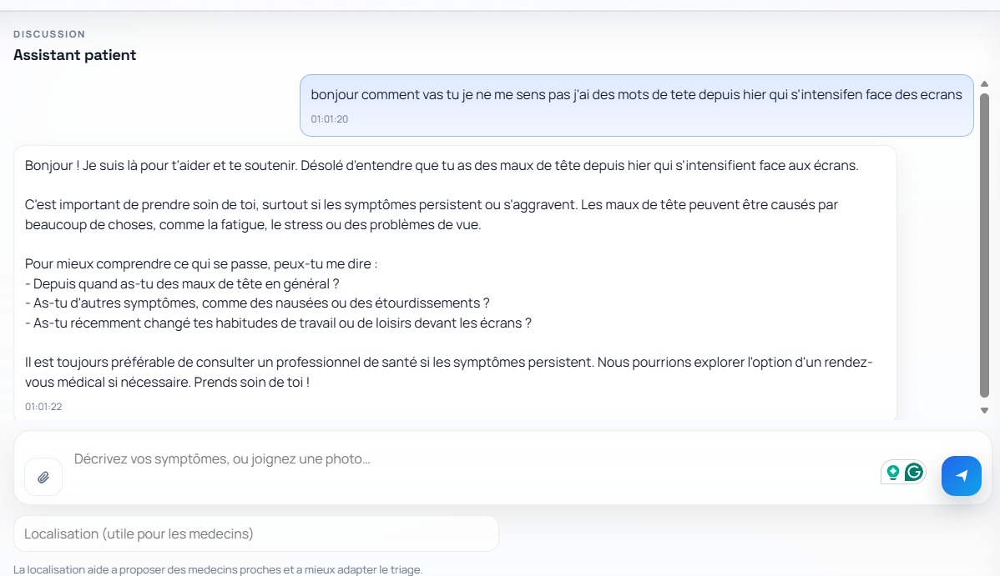 DISCUSSION
Assistant patient
bonjour comment vas tu je ne me sens pas j'ai des mots de tete depuis hier qui s'intensifen face des ecrans
01:01:20
Bonjour ! Je suis là pour t'aider et te soutenir. Désolé d'entendre que tu as des maux de tête depuis hier qui s'intensifient face aux écrans.
C'est important de prendre soin de toi, surtout si les symptômes persistent ou s'aggravent. Les maux de tête peuvent être causés par
beaucoup de choses, comme la fatigue, le stress ou des problèmes de vue.
Pour mieux comprendre ce qui se passe, peux-tu me dire :
- Depuis quand as-tu des maux de tête en général ?
- As-tu d'autres symptômes, comme des nausées ou des étourdissements ?
- As-tu récemment changé tes habitudes de travail ou de loisirs devant les écrans ?
Il est toujours préférable de consulter un professionnel de santé si les symptômes persistent. Nous pourrions explorer l'option d'un rendez-
vous médical si nécessaire. Prends soin de toi !
01:01:22
Décrivez vos symptômes, ou joignez une photo...
Localisation (utile pour les medecins)
La localisation aide a proposer des medecins proches et a mieux adapter le triage.